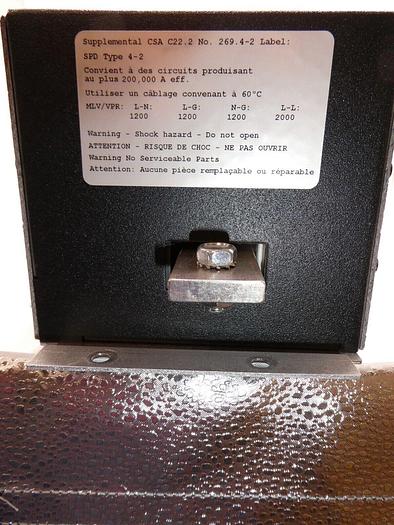 Supplemental CSA C22.2 No. 269.4-2 Label:
SPD Type 4-2
Convient à des circuits produisant
au plus 200,000 A eff.
Utiliser un câblage convenant à 60°C
MLV/VPR: L-N: L-G: N-G: L-L:
1200 1200 1200 2000
Warning - Shock hazard - Do not open
ATTENTION - RISQUE DE CHOC - NE PAS OUVRIR
Warning No Serviceable Parts
Attention: Aucune pièce remplaçable ou réparable